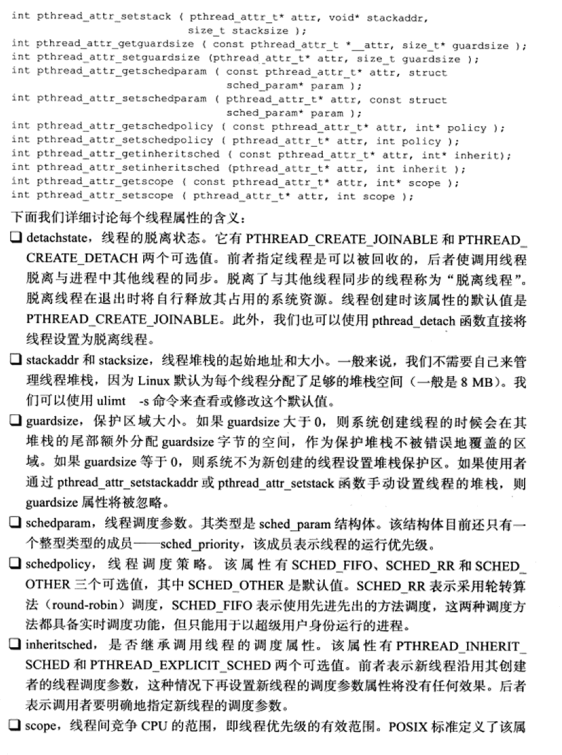 int pthread_attr_setstack ( pthread_attr_t* attr, void* stackaddr,
size_t stacksize );
int pthread_attr_getguardsize ( const pthread_attr_t *__attr, size_t* guardsize );
int pthread_attr_setguardsize (pthread_attr_t* attr, size_t guardsize );
int pthread_attr_getschedparam ( const pthread_attr_t* attr, struct
sched_param* param );
int pthread_attr_setschedparam ( pthread_attr_t* attr, const struct
sched_param* param );
int pthread_attr_getschedpolicy ( const pthread_attr_t* attr, int* policy );
int pthread_attr_setschedpolicy ( pthread_attr_t* attr, int policy );
int pthread_attr_getinheritsched ( const pthread_attr_t* attr, int* inherit);
int pthread_attr_setinheritsched (pthread_attr_t* attr, int inherit );
int pthread_attr_getscope ( const pthread_attr_t* attr, int* scope );
int pthread_attr_setscope ( pthread_attr_t* attr, int scope );
下面我们详细讨论每个线程属性的含义：
❑ detachstate，线程的脱离状态。它有 PTHREAD_CREATE_JOINABLE 和 PTHREAD_
CREATE_DETACH 两个可选值。前者指定线程是可以被回收的，后者使调用线程
脱离与进程中其他线程的同步。脱离了与其他线程同步的线程称为“脱离线程”。
脱离线程在退出时将自行释放其占用的系统资源。线程创建时该属性的默认值是
PTHREAD_CREATE_JOINABLE。此外，我们也可以使用 pthread_detach 函数直接将
线程设置为脱离线程。
❑ stackaddr 和 stacksize，线程堆栈的起始地址和大小。一般来说，我们不需要自己来管
理线程堆栈，因为 Linux 默认为每个线程分配了足够的堆栈空间（一般是 8 MB）。我
们可以使用 ulimt -s 命令来查看或修改这个默认值。
❑ guardsize，保护区域大小。如果 guardsize 大于 0，则系统创建线程的时候会在其
堆栈的尾部额外分配 guardsize 字节的空间，作为保护堆栈不被错误地覆盖的区
域。如果 guardsize 等于 0，则系统不为新创建的线程设置堆栈保护区。如果使用者
通过 pthread_attr_setstackaddr 或 pthread_attr_setstack 函数手动设置线程的堆栈，则
guardsize 属性将被忽略。
❑ schedparam，线程调度参数。其类型是 sched_param 结构体。该结构体目前还只有一
个整型类型的成员——sched_priority，该成员表示线程的运行优先级。
❑ schedpolicy，线程调度策略。该属性有 SCHED_FIFO、SCHED_RR 和 SCHED_
OTHER 三个可选值，其中 SCHED_OTHER 是默认值。SCHED_RR 表示采用轮转算
法（round-robin）调度，SCHED_FIFO 表示使用先进先出的方法调度，这两种调度方
法都具备实时调度功能，但只能用于以超级用户身份运行的进程。
❑ inheritsched，是否继承调用线程的调度属性。该属性有 PTHREAD_INHERIT_
SCHED 和 PTHREAD_EXPLICIT_SCHED 两个可选值。前者表示新线程沿用其创建
者的线程调度参数，这种情况下再设置新线程的调度参数属性将没有任何效果。后者
表示调用者要明确地指定新线程的调度参数。
❑ scope，线程间竞争 CPU 的范围，即线程优先级的有效范围。POSIX 标准定义了该属